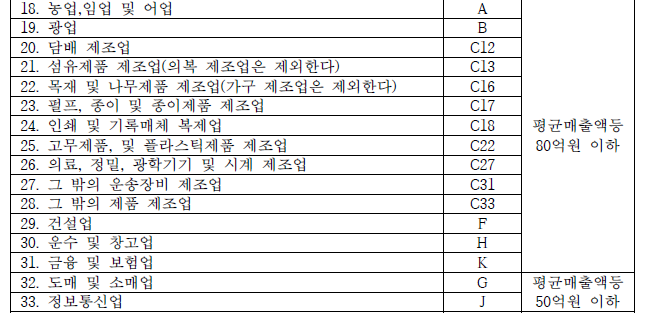 18. 농업,임업 및 어업 A
19. 광업 B
20. 담배 제조업 C12
21. 섬유제품 제조업(의복 제조업은 제외한다) C13
22. 목재 및 나무제품 제조업(가구 제조업은 제외한다) C16
23. 펄프, 종이 및 종이제품 제조업 C17
24. 인쇄 및 기록매체 복제업 C18
25. 고무제품, 및 플라스틱제품 제조업 C22
26. 의료, 정밀, 광학기기 및 시계 제조업 C27
27. 그 밖의 운송장비 제조업 C31
28. 그 밖의 제품 제조업 C33
29. 건설업 F
30. 운수 및 창고업 H
31. 금융 및 보험업 K
평균매출액등
80억원 이하
32. 도매 및 소매업 G
33. 정보통신업 J
평균매출액등
50억원 이하